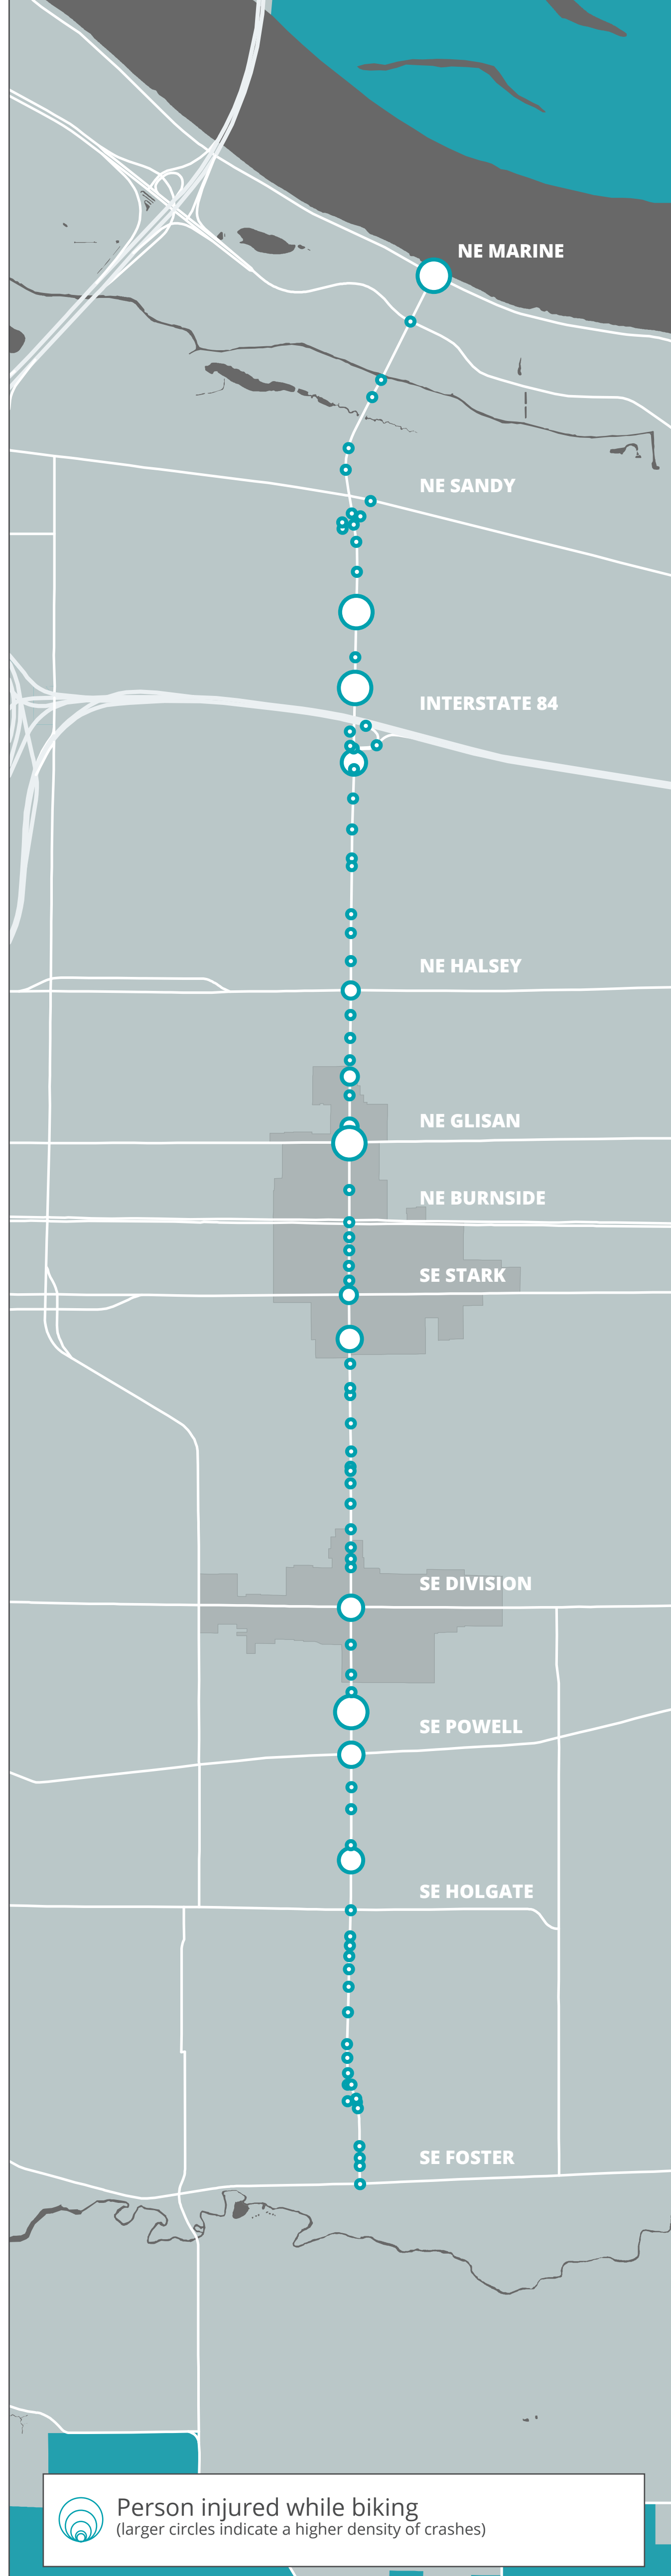 NE MARINE
NE SANDY
INTERSTATE 84
NE HALSEY
NE GLISAN
NE BURNSIDE
SE STARK
SE DIVISION
SE POWELL
SE HOLGATE
SE FOSTER
Person injured while biking
(larger circles indicate a higher density of crashes)